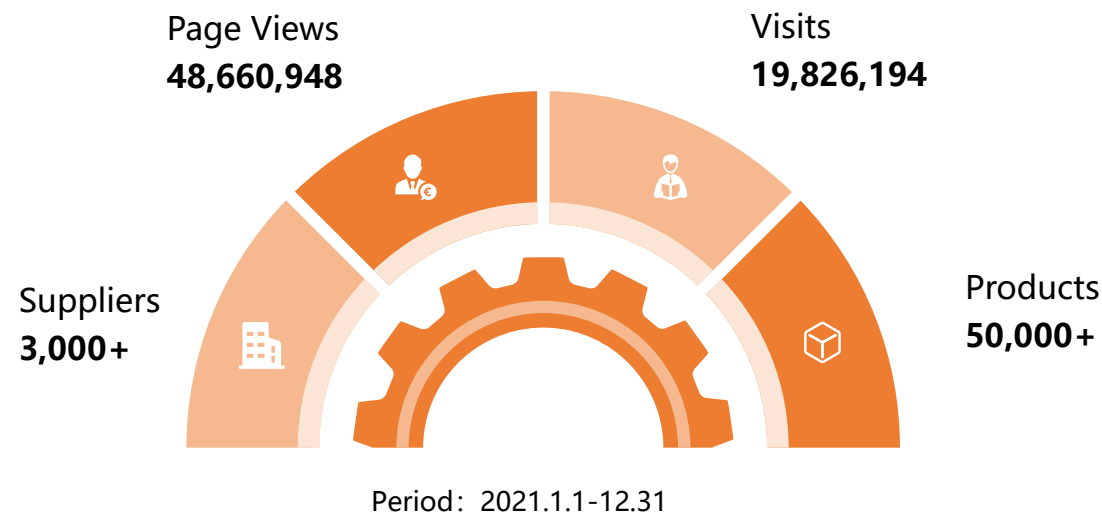 Page Views
48,660,948
Visits
19,826,194
Suppliers
3,000+
Products
50,000+
Period：2021.1.1-12.31